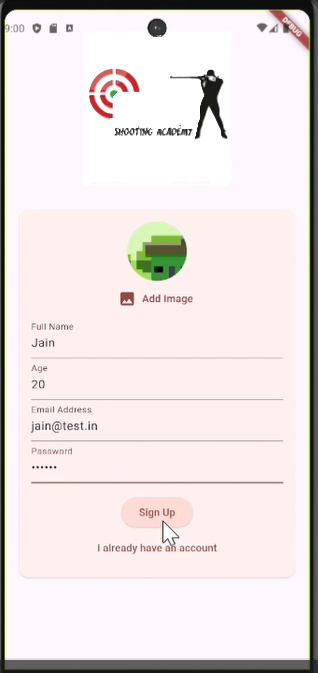 9:00
DEBUG
SHOOTING ACADEMY
Add Image
Full Name
Jain
Age
20
Email Address
jain@test.in
Password
••••••
Sign Up
I already have an account